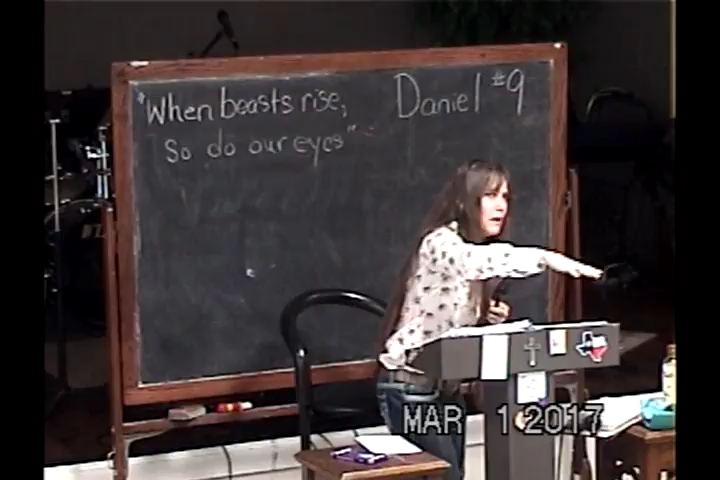 "When beasts rise,
So do our eyes"
Daniel #9
MAR 1 2017